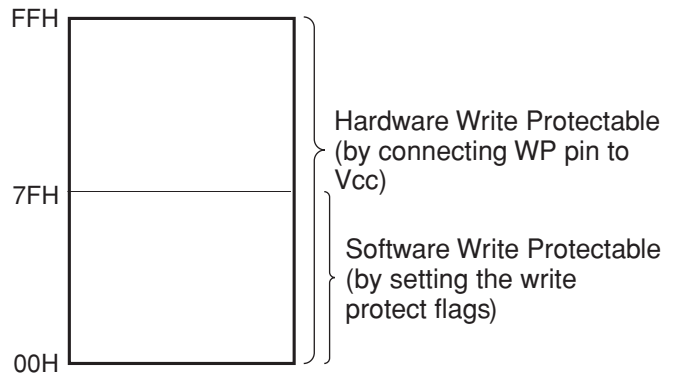 FFH
Hardware Write Protectable
(by connecting WP pin to
Vcc)
7FH
Software Write Protectable
(by setting the write
protect flags)
00H